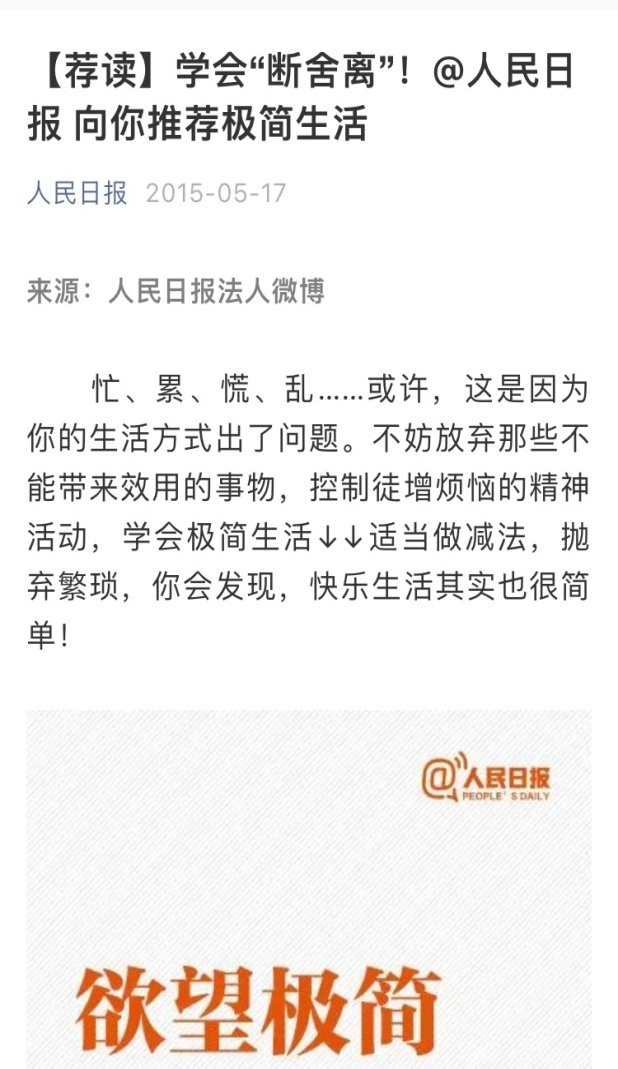 【荐读】学会“断舍离”！@人民日
报 向你推荐极简生活
人民日报 2015-05-17
来源：人民日报法人微博
忙、累、慌、乱……或许，这是因为
你的生活方式出了问题。不妨放弃那些不
能带来效用的事物，控制徒增烦恼的精神
活动，学会极简生活↓↓适当做减法，抛
弃繁琐，你会发现，快乐生活其实也很简
单！
@人民日报
PEOPLE'S DAILY
欲望极简